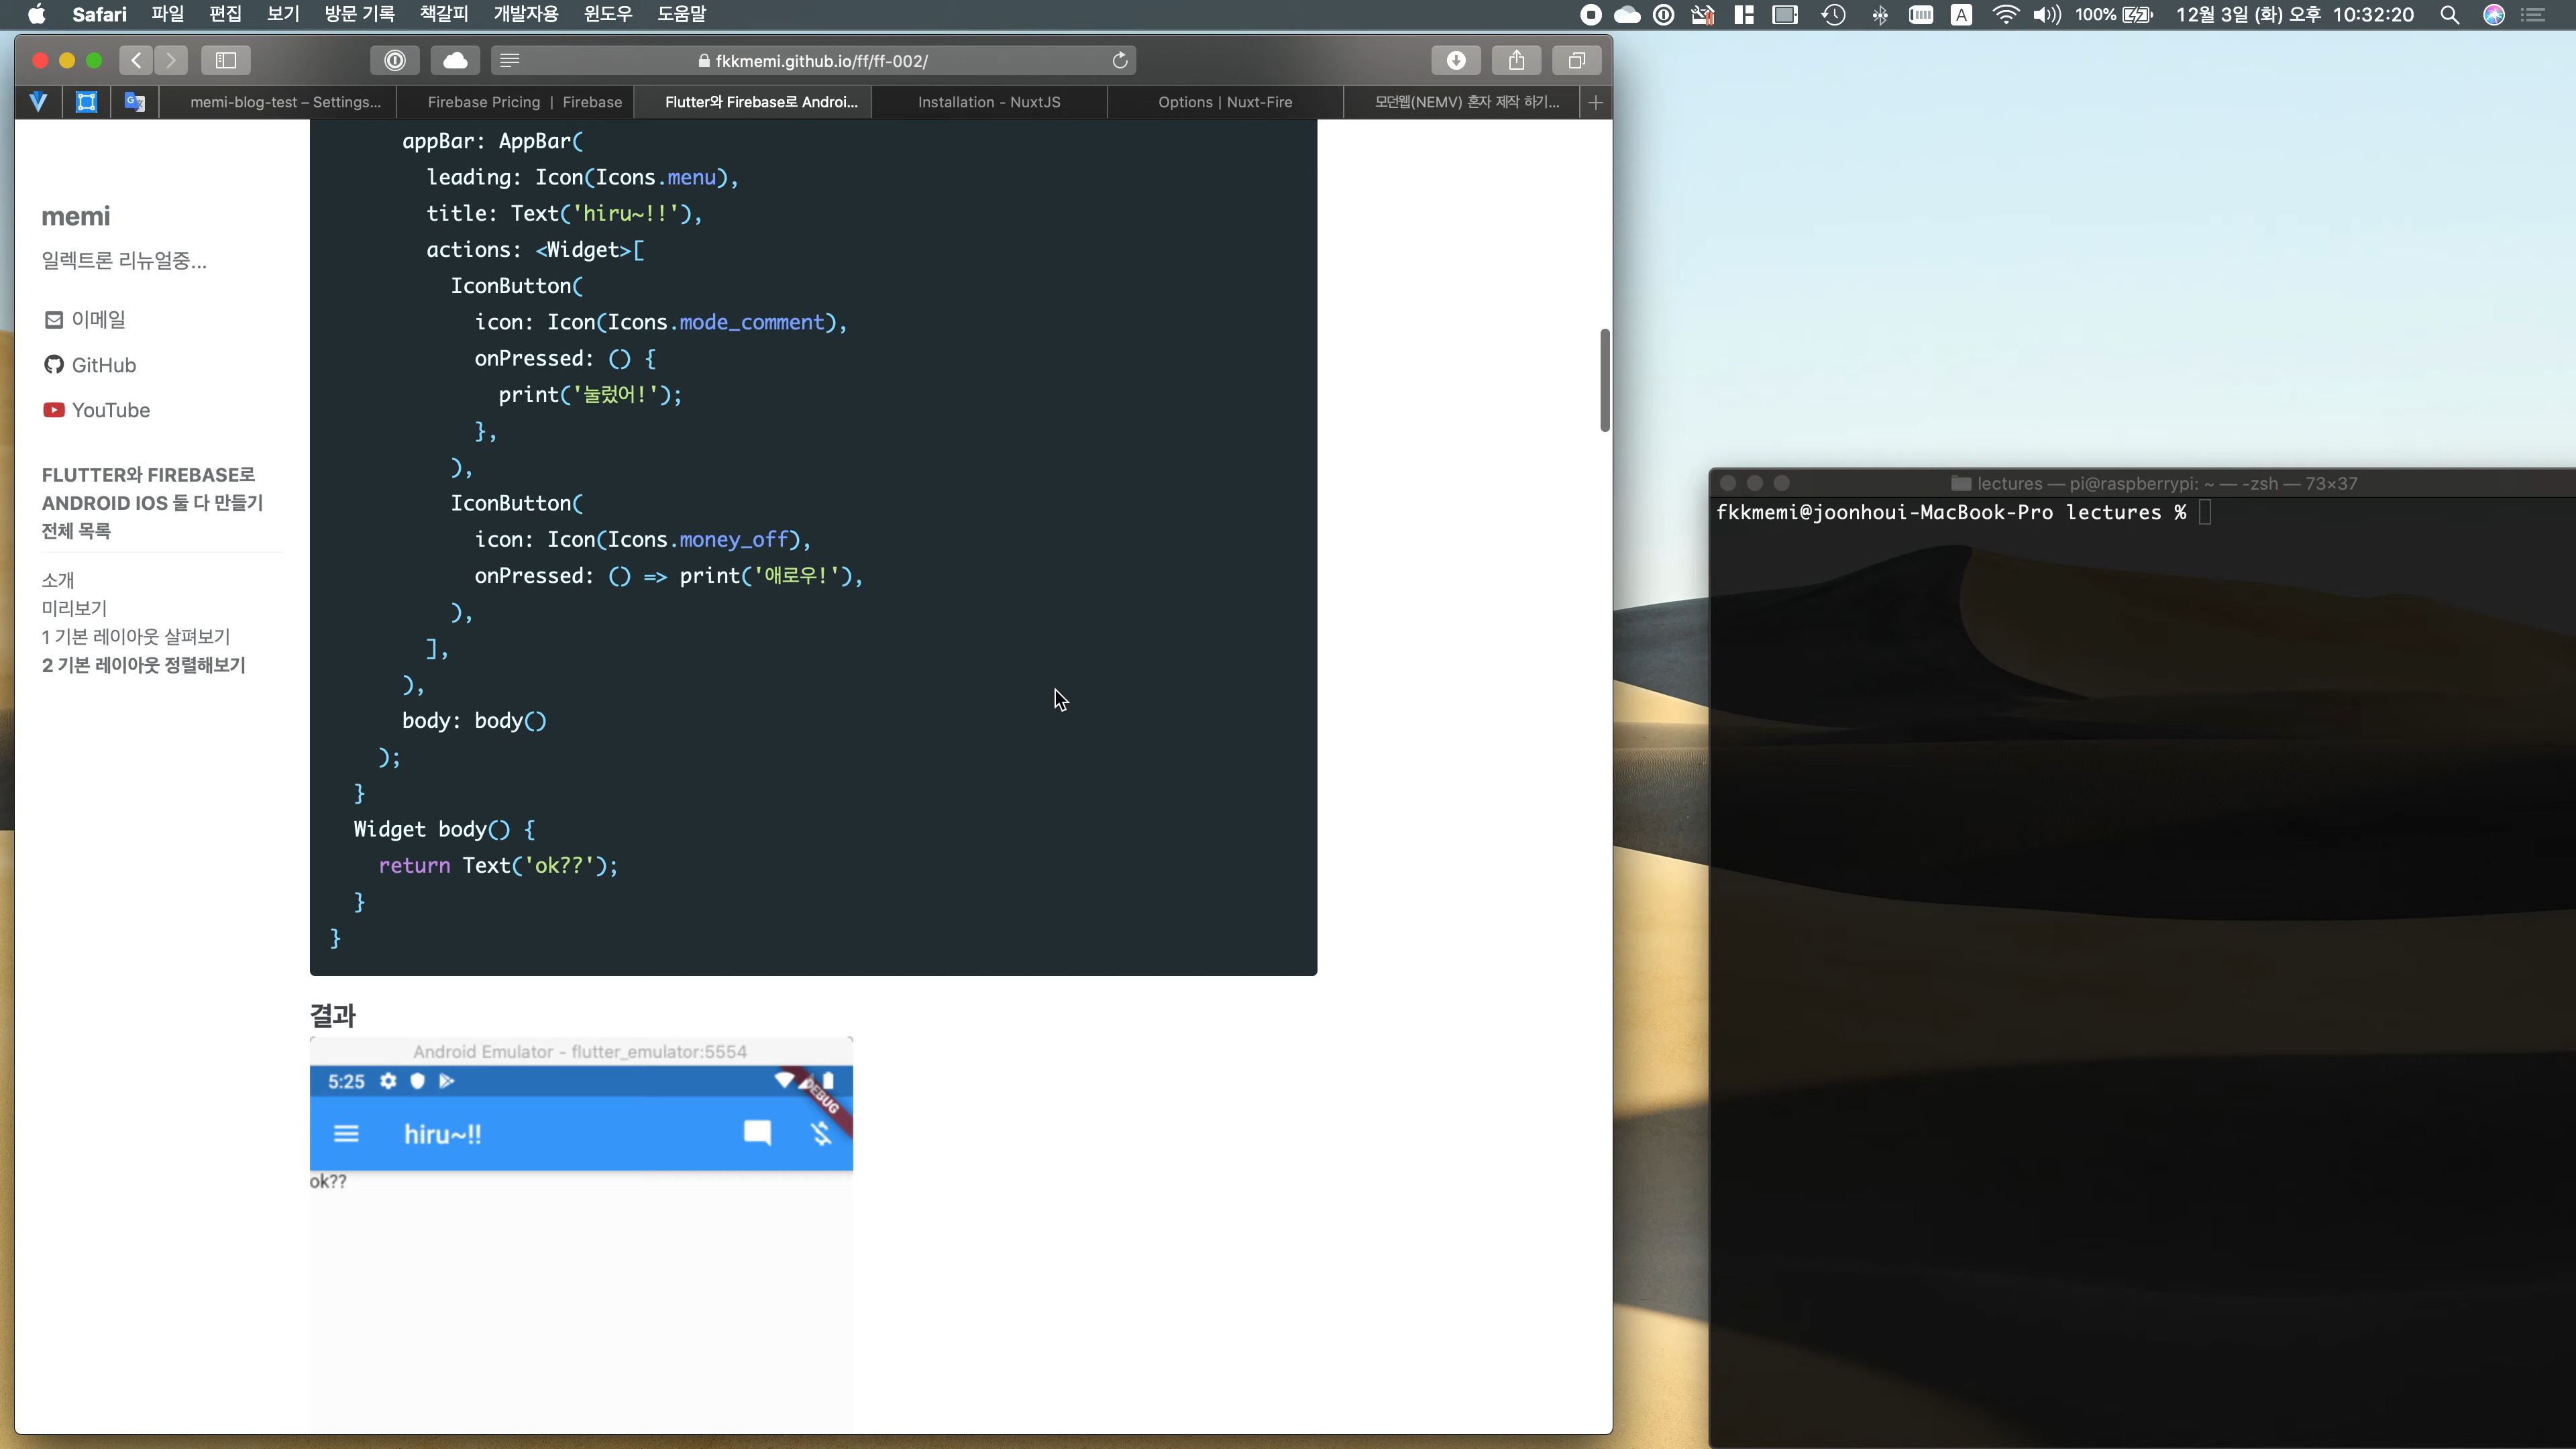 Safari 파일 편집 보기 방문 기록 책갈피 개발자용 윈도우 도움말
A 100% 12월 3일 (화) 오후 10:32:20
fkkmemi.github.io/ff/ff-002/
memi-blog-test – Settings...
Firebase Pricing | Firebase
Flutter와 Firebase로 Androi...
Installation - NuxtJS
Options | Nuxt-Fire
모던웹(NEMV) 혼자 제작 하기...
memi
일렉트론 리뉴얼중...
이메일
GitHub
YouTube
FLUTTER와 FIREBASE로
ANDROID IOS 둘 다 만들기
전체 목록
소개
미리보기
1 기본 레이아웃 살펴보기
2 기본 레이아웃 정렬해보기
appBar: AppBar(
leading: Icon(Icons.menu),
title: Text('hiru~!!'),
actions: <Widget>[
IconButton(
icon: Icon(Icons.mode_comment),
onPressed: () {
print('눌렀어!');
},
),
IconButton(
icon: Icon(Icons.money_off),
onPressed: () => print('애로우!'),
),
],
),
body: body()
);
}
Widget body() {
return Text('ok??');
}
}
결과
Android Emulator - flutter_emulator:5554
5:25
DEBUG
hiru~!!
ok??
lectures — pi@raspberrypi: ~ — -zsh — 73×37
fkkmemi@joonhoui-MacBook-Pro lectures %